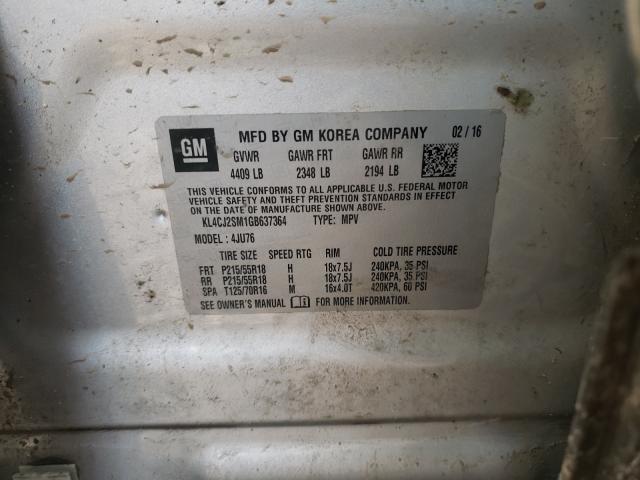 GM MFD BY GM KOREA COMPANY 02/16
GVWR GAWR FRT GAWR RR
4409 LB 2348 LB 2194 LB
THIS VEHICLE CONFORMS TO ALL APPLICABLE U.S. FEDERAL MOTOR
VEHICLE SAFETY AND THEFT PREVENTION STANDARDS IN EFFECT
ON THE DATE OF MANUFACTURE SHOWN ABOVE.
KL4CJ2SM1GB637364 TYPE: MPV
MODEL: 4JU76
TIRE SIZE SPEED RTG RIM COLD TIRE PRESSURE
FRT P215/55R18 H 18x7.5J 240KPA, 35 PSI
RR P215/55R18 H 18x7.5J 240KPA, 35 PSI
SPA T125/70R16 M 16x4.0T 420KPA, 60 PSI
SEE OWNER'S MANUAL FOR MORE INFORMATION.